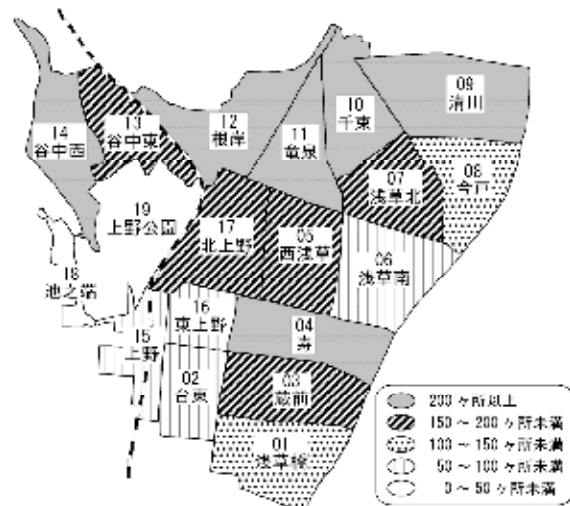 14
谷中西
13
谷中東
12
根岸
11
竜泉
10
千束
09
清川
08
今戸
07
浅草北
19
上野公園
17
北上野
05
西浅草
06
浅草南
18
池之端
15
上野
16
東上野
04
寿
02
台東
03
蔵前
01
浅草橋
200ヶ所以上
150～200ヶ所未満
100～150ヶ所未満
50～100ヶ所未満
0～50ヶ所未満